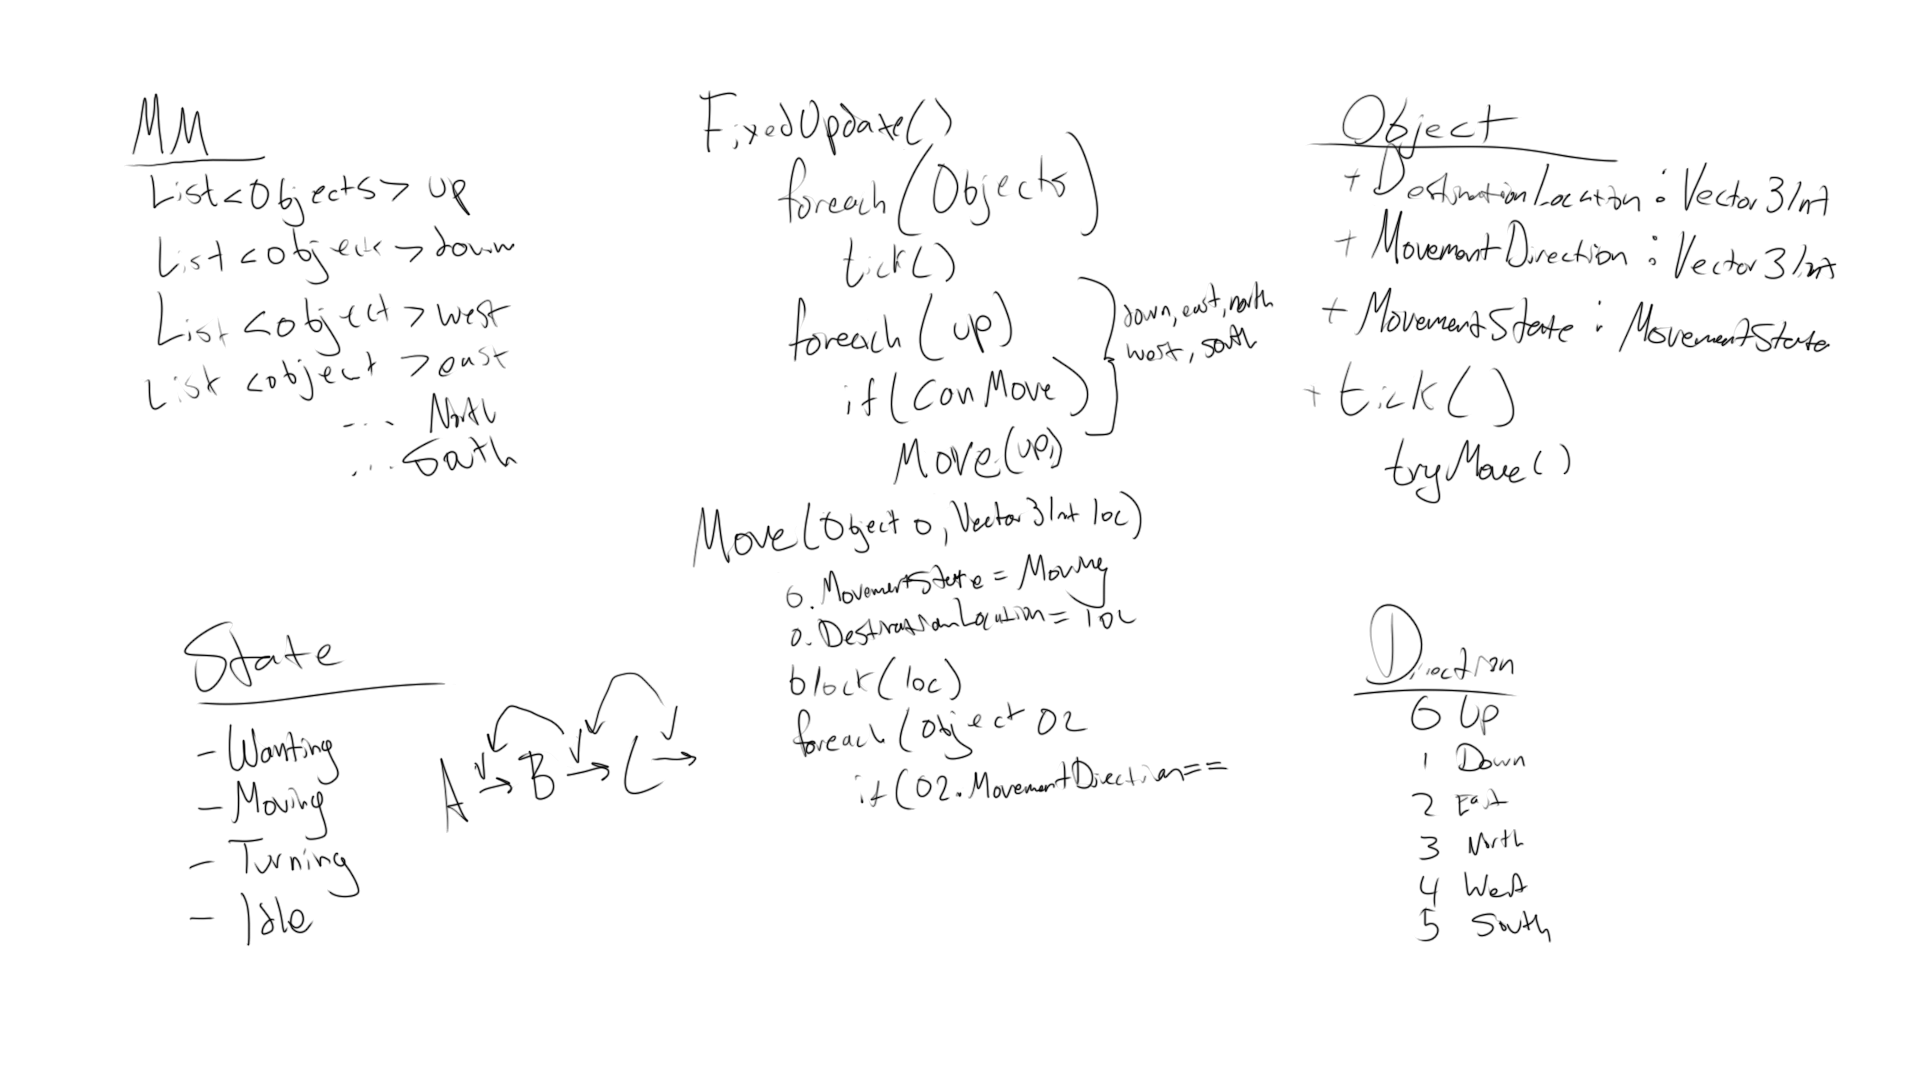 MM
List<Objects> up
List<object>down
List<object>west
List<object>east
... North
... South
FixedUpdate()
foreach(Objects)
tick()
foreach(up)
if(canMove)
Move(up)
down, east, north
west, south
Move(Object o, Vector3Int loc)
o.MovementState = Moving
o.DestinationLocation = loc
block(loc)
foreach(Object O2
if(O2.MovementDirection==
Object
+ DestinationLocation : Vector3Int
+ MovementDirection : Vector3Int
+ MovementState : MovementState
+ tick()
tryMove()
State
- Wanting
- Moving
- Turning
- Idle
A → B → C →
Direction
0 Up
1 Down
2 East
3 North
4 West
5 South